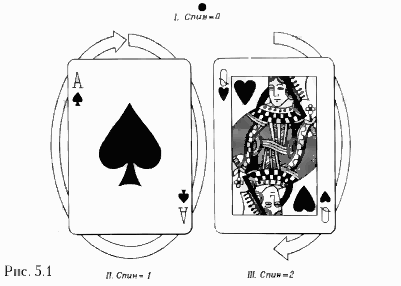 I. Спин=0
A
Q
A
Q
Рис. 5.1
II. Спин=1
III. Спин=2